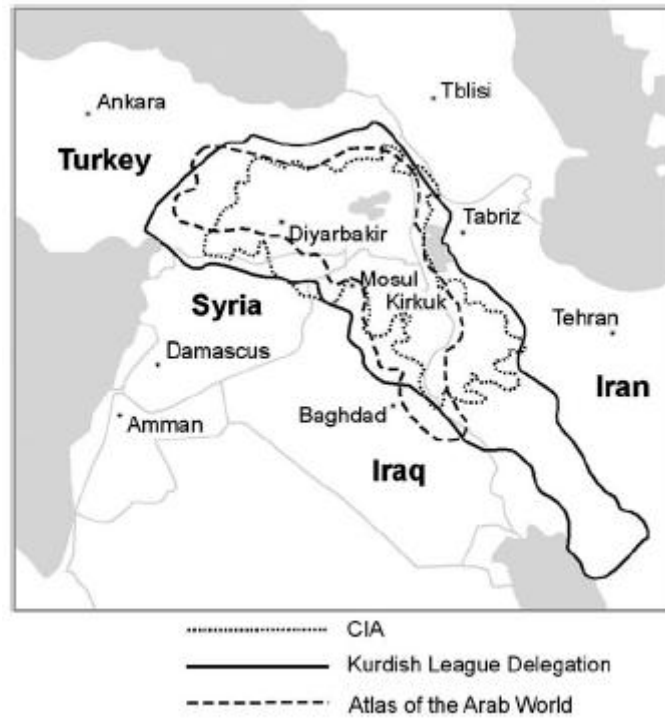 Ankara
Tblisi
Turkey
Diyarbakir
Tabriz
Mosul
Kirkuk
Syria
Tehran
Damascus
Iran
Amman
Baghdad
Iraq
CIA
Kurdish League Delegation
Atlas of the Arab World